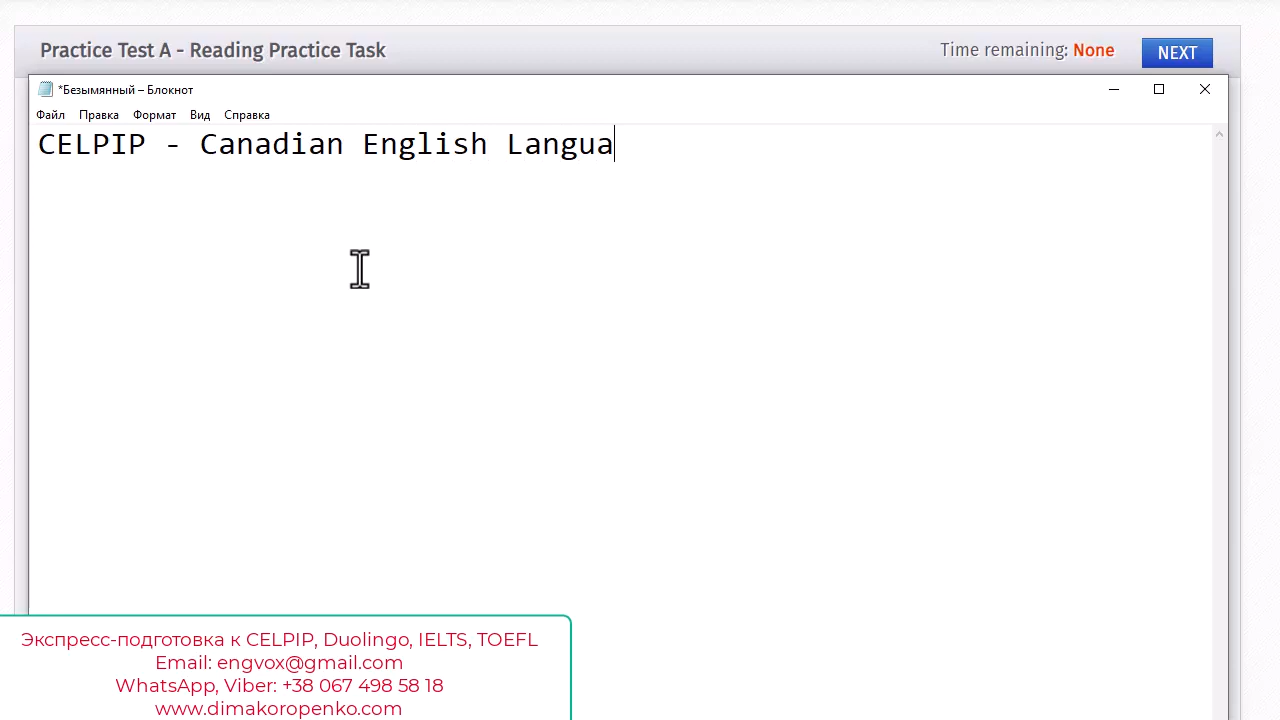 Practice Test A - Reading Practice Task
Time remaining: None
NEXT
*Безымянный – Блокнот
Файл Правка Формат Вид Справка
CELPIP - Canadian English Langua
Экспресс-подготовка к CELPIP, Duolingo, IELTS, TOEFL
Email: engvox@gmail.com
WhatsApp, Viber: +38 067 498 58 18
www.dimakoropenko.com